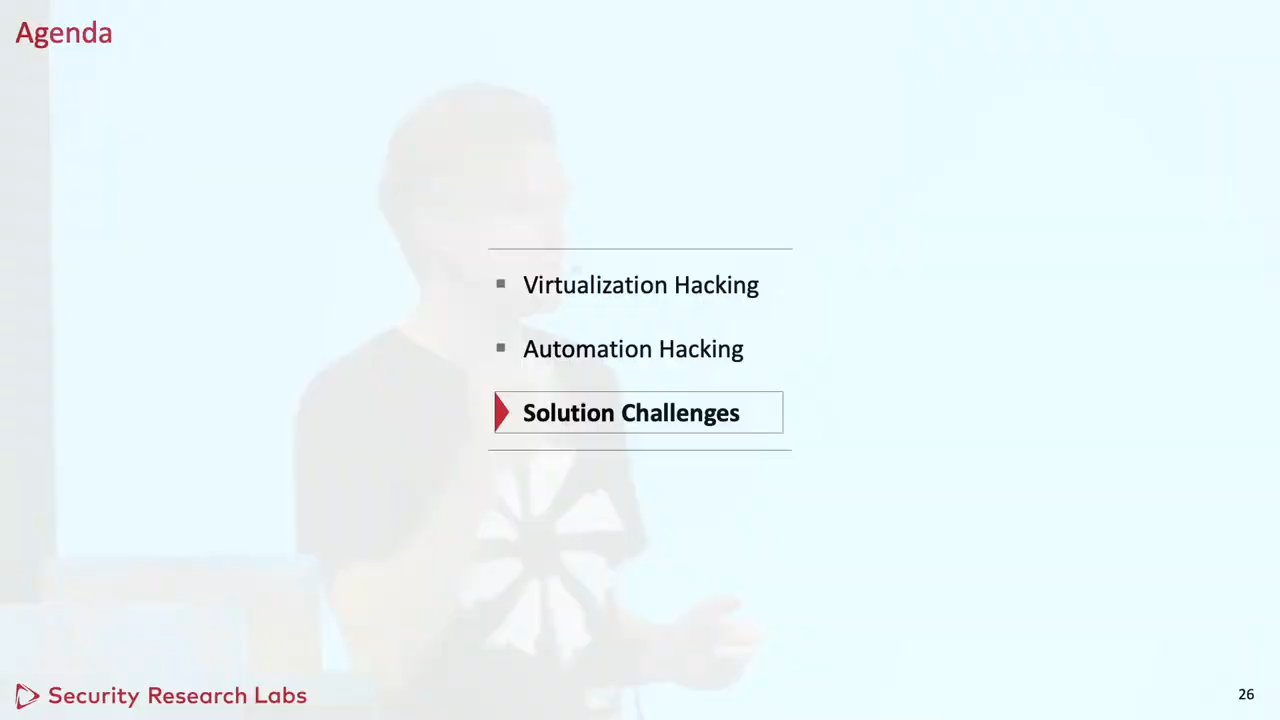 Agenda
Virtualization Hacking
Automation Hacking
Solution Challenges
Security Research Labs
26